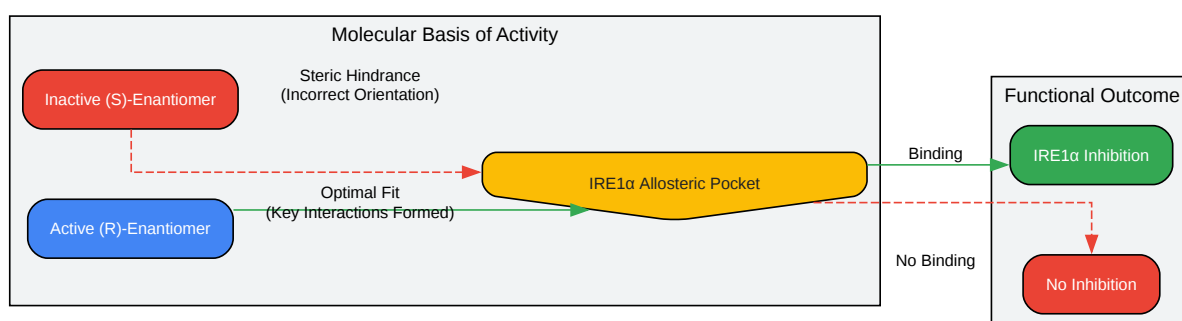 Molecular Basis of Activity
Steric Hindrance
(Incorrect Orientation)
Inactive (S)-Enantiomer
Functional Outcome
Binding
IRE1α Inhibition
IRE1α Allosteric Pocket
Optimal Fit
(Key Interactions Formed)
Active (R)-Enantiomer
No Binding
No Inhibition